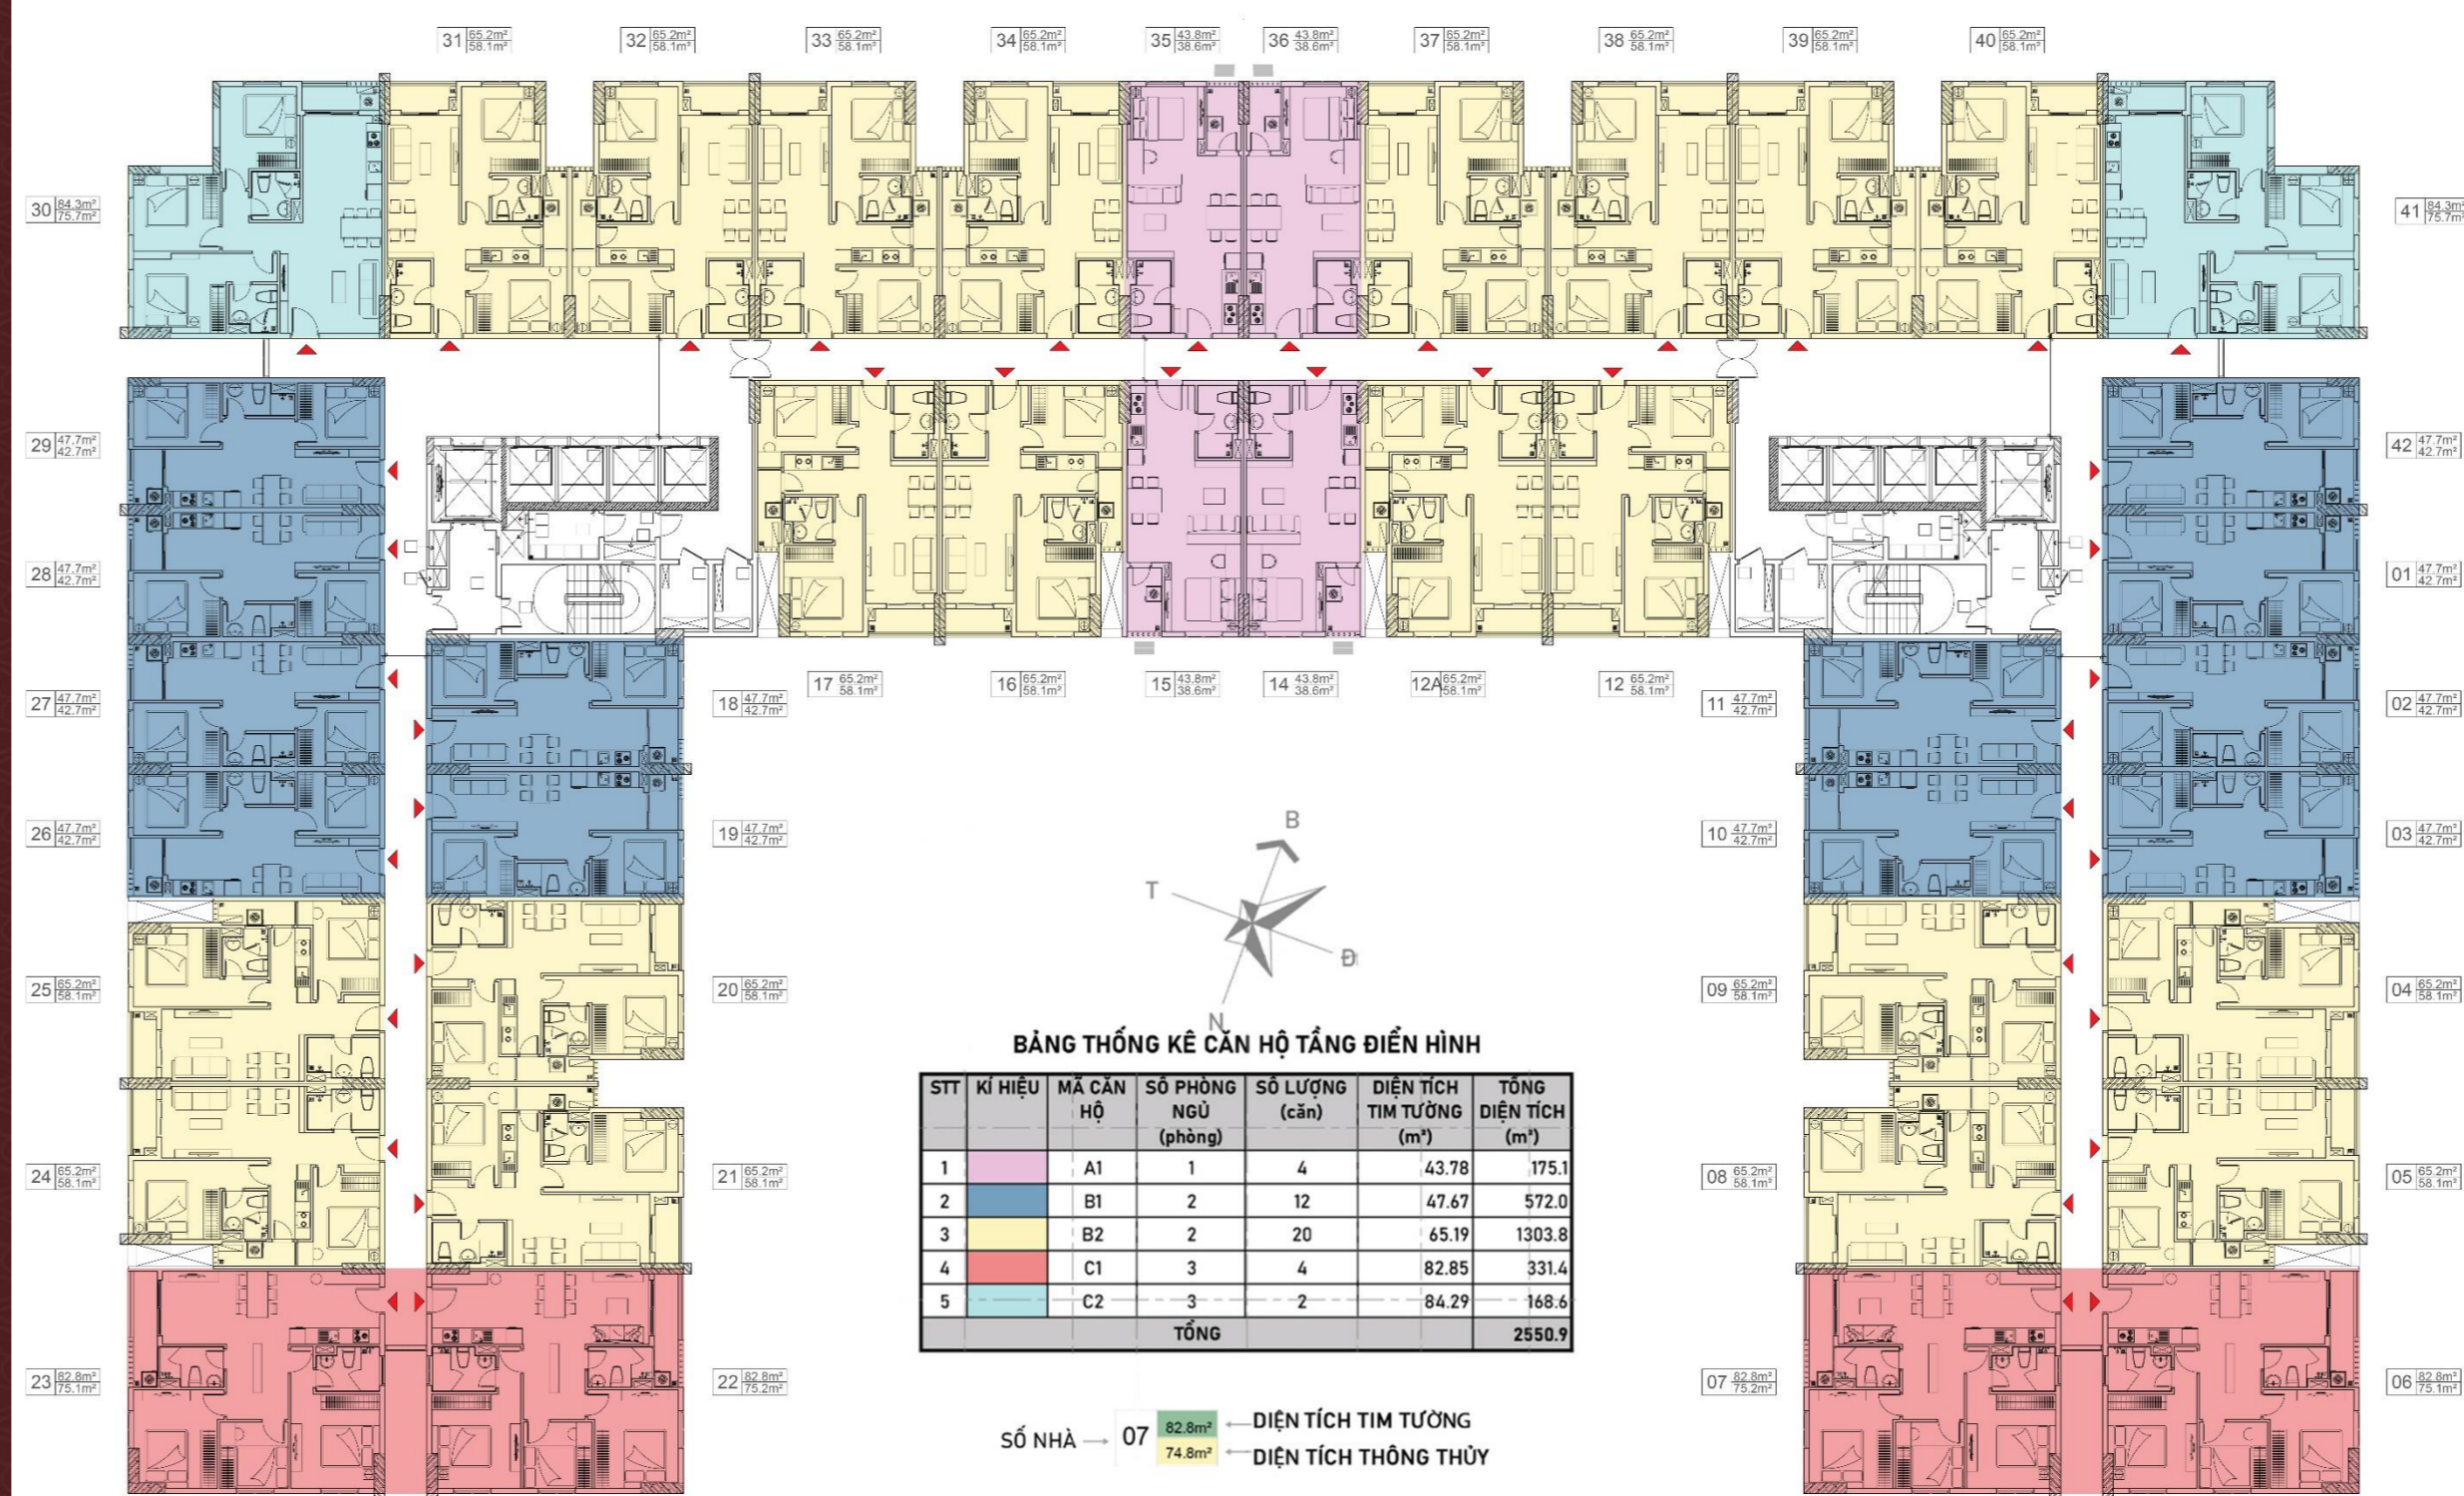 31 65.2m² 58.1m²
32 65.2m² 58.1m²
33 65.2m² 58.1m²
34 65.2m² 58.1m²
35 43.8m² 38.6m²
36 43.8m² 38.6m²
37 65.2m² 58.1m²
38 65.2m² 58.1m²
39 65.2m² 58.1m²
40 65.2m² 58.1m²
30 84.3m² 75.7m²
41 84.3m² 75.7m²
29 47.7m² 42.7m²
42 47.7m² 42.7m²
28 47.7m² 42.7m²
01 47.7m² 42.7m²
27 47.7m² 42.7m²
18 47.7m² 42.7m²
17 65.2m² 58.1m²
16 65.2m² 58.1m²
15 43.8m² 38.6m²
14 43.8m² 38.6m²
12A 65.2m² 58.1m²
12 65.2m² 58.1m²
11 47.7m² 42.7m²
02 47.7m² 42.7m²
26 47.7m² 42.7m²
19 47.7m² 42.7m²
10 47.7m² 42.7m²
03 47.7m² 42.7m²
B
T
Đ
N
25 65.2m² 58.1m²
20 65.2m² 58.1m²
09 65.2m² 58.1m²
04 65.2m² 58.1m²
24 65.2m² 58.1m²
21 65.2m² 58.1m²
08 65.2m² 58.1m²
05 65.2m² 58.1m²
23 82.8m² 75.1m²
22 82.8m² 75.2m²
07 82.8m² 75.2m²
06 82.8m² 75.1m²
BẢNG THỐNG KÊ CĂN HỘ TẦNG ĐIỂN HÌNH
STT KÍ HIỆU MÃ CĂN HỘ SỐ PHÒNG NGỦ (phòng) SỐ LƯỢNG (căn) DIỆN TÍCH TIM TƯỜNG (m²) TỔNG DIỆN TÍCH (m²)
1 A1 1 4 43.78 175.1
2 B1 2 12 47.67 572.0
3 B2 2 20 65.19 1303.8
4 C1 3 4 82.85 331.4
5 C2 3 2 84.29 168.6
TỔNG 2550.9
SỐ NHÀ → 07 82.8m² ← DIỆN TÍCH TIM TƯỜNG
74.8m² ← DIỆN TÍCH THÔNG THỦY